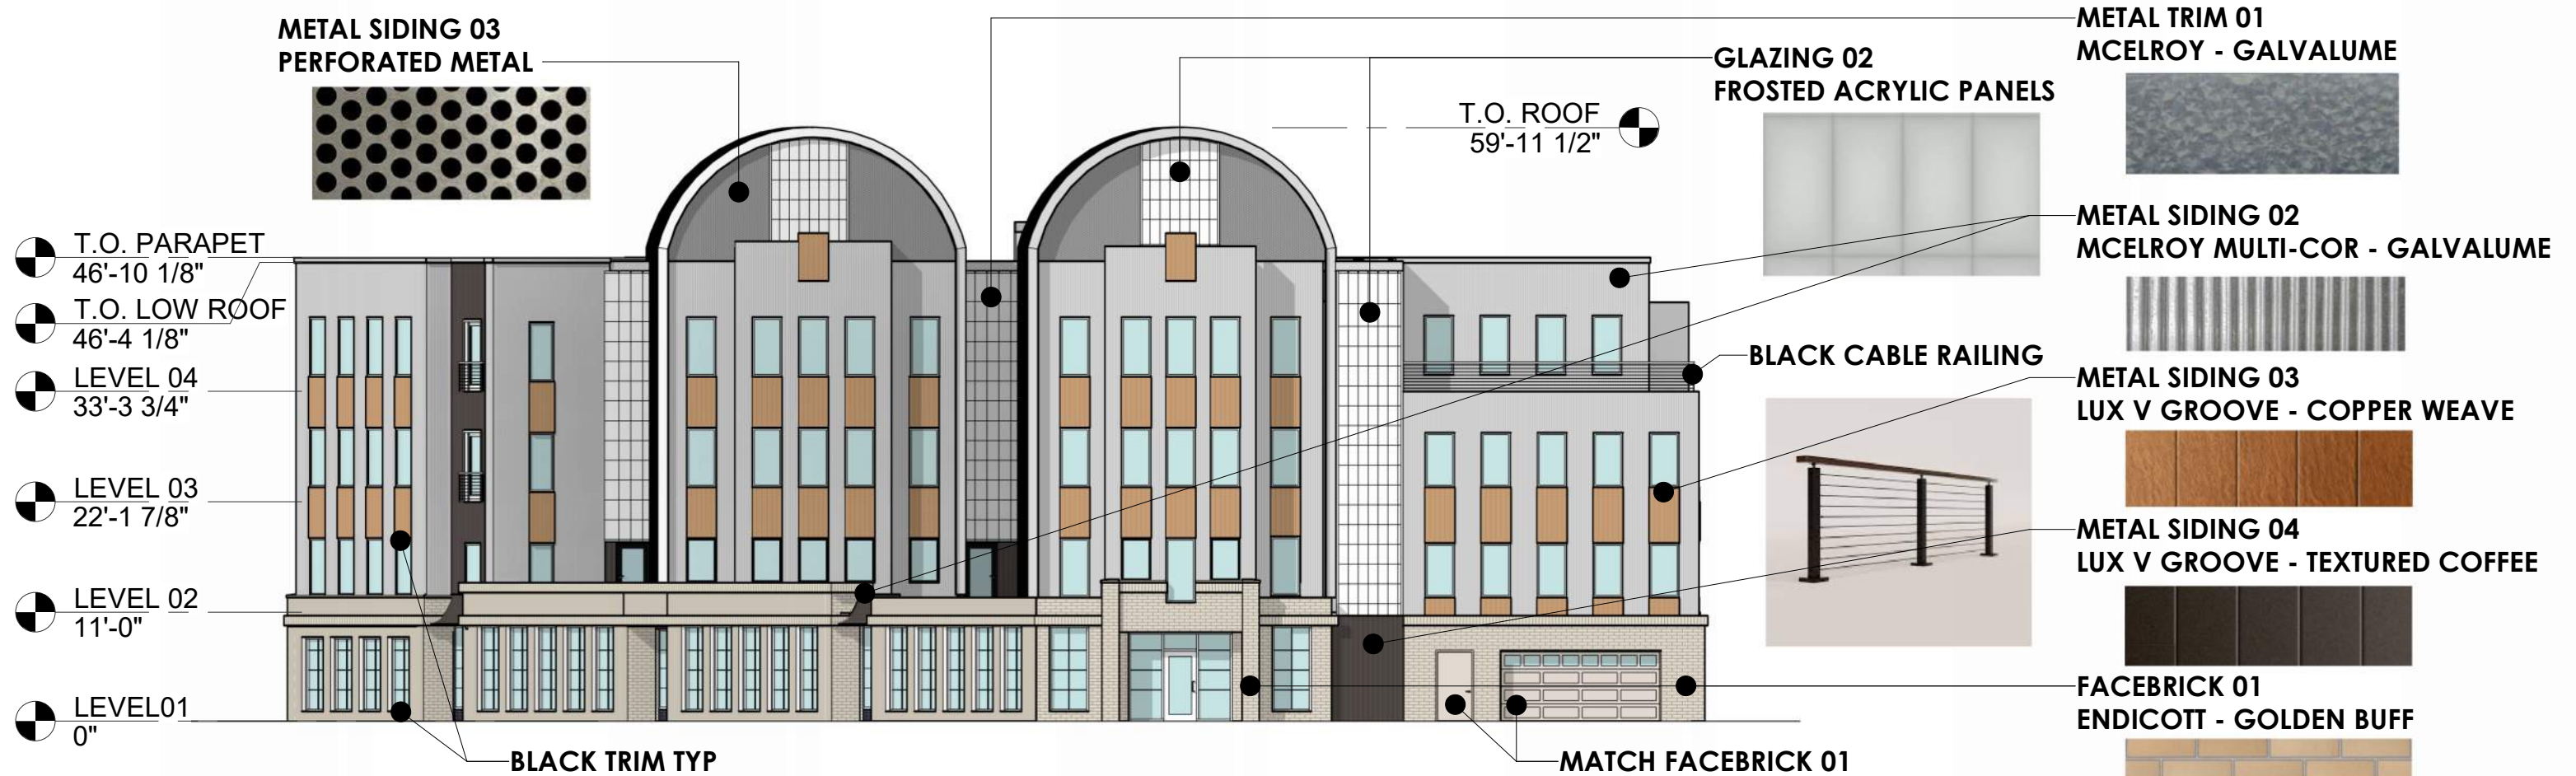 METAL SIDING 03
PERFORATED METAL
METAL TRIM 01
MCELROY - GALVALUME
GLAZING 02
FROSTED ACRYLIC PANELS
T.O. ROOF
59'-11 1/2"
METAL SIDING 02
MCELROY MULTI-COR - GALVALUME
T.O. PARAPET
46'-10 1/8"
T.O. LOW ROOF
46'-4 1/8"
BLACK CABLE RAILING
LEVEL 04
33'-3 3/4"
METAL SIDING 03
LUX V GROOVE - COPPER WEAVE
LEVEL 03
22'-1 7/8"
METAL SIDING 04
LUX V GROOVE - TEXTURED COFFEE
LEVEL 02
11'-0"
LEVEL01
0"
FACEBRICK 01
ENDICOTT - GOLDEN BUFF
BLACK TRIM TYP
MATCH FACEBRICK 01